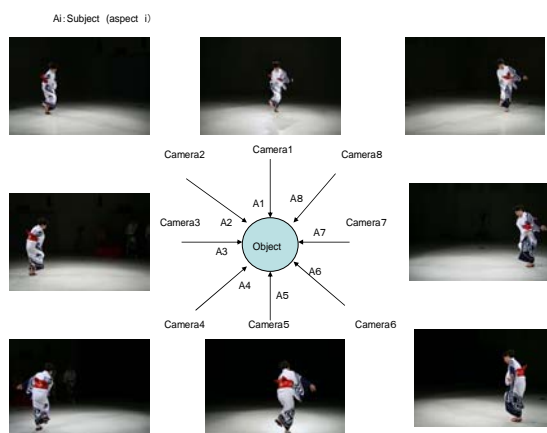 Ai:Subject (aspect i)
Camera1
Camera2
Camera8
A1
A8
A2
Camera3
Camera7
A7
Object
A3
A6
A4
A5
Camera4
Camera5
Camera6